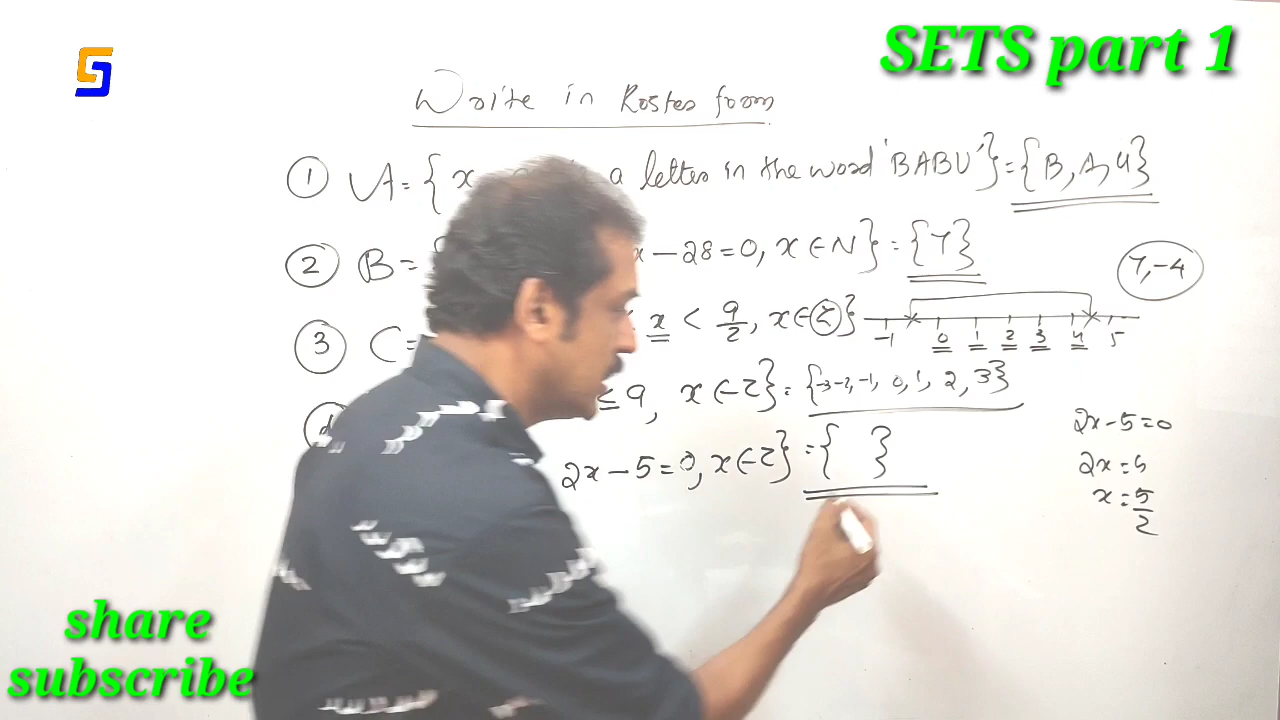 SETS part 1
Write in Roster form
① A = { x a letter in the word 'BABU' } = { B, A, U }
② B = { x – 28 = 0, x ∈ N } = { 7 }
7, –4
③ C = x < 9/2, x ∈ Z }
–1 0 1 2 3 4 5
≤ 9, x ∈ Z } = { –3 –2, –1, 0, 1, 2, 3 }
2x – 5 = 0, x ∈ Z } = { }
2x – 5 = 0
2x = 5
x = 5/2
share
subscribe